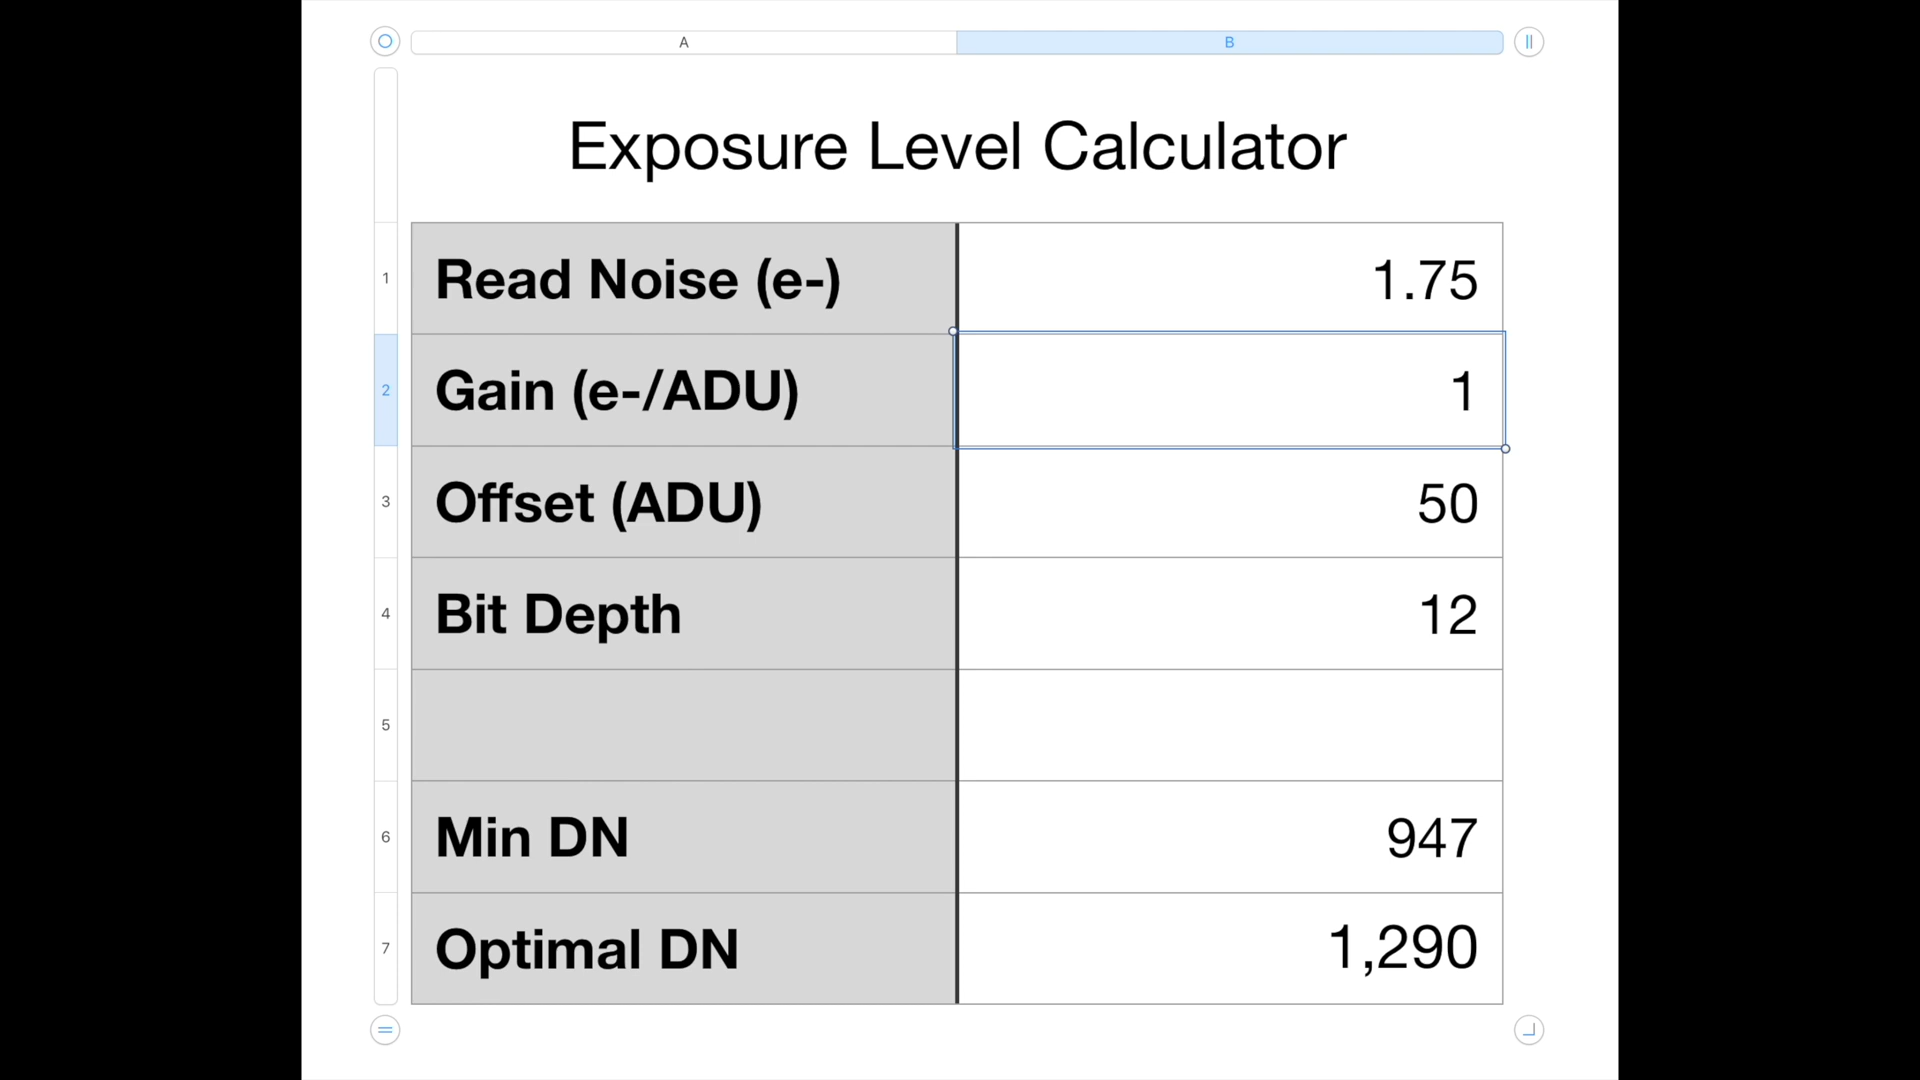 A B
Exposure Level Calculator
1 Read Noise (e-) 1.75
2 Gain (e-/ADU) 1
3 Offset (ADU) 50
4 Bit Depth 12
5
6 Min DN 947
7 Optimal DN 1,290